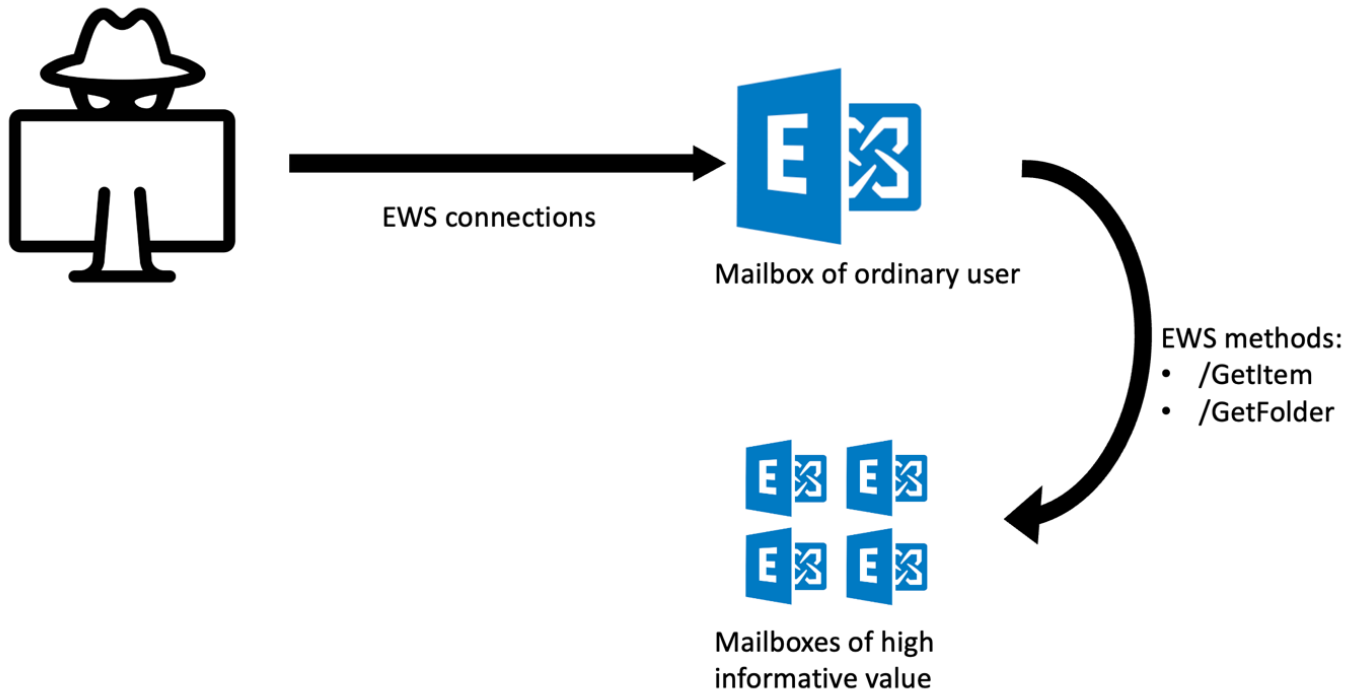 EWS connections
E
Mailbox of ordinary user
EWS methods:
• /GetItem
• /GetFolder
E E
E E
Mailboxes of high
informative value